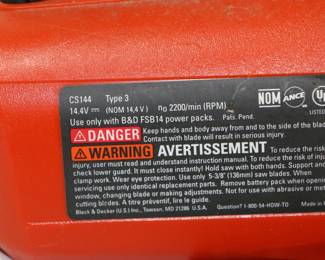 CS144 Type 3
14.4V⎓ (NOM 14,4 V) no 2200/min (RPM)
Use only with B&D FSB14 power packs. Pats. Pend.
NOM ANCE
LISTED
DANGER Keep hands and body away from and to the side of the blade
Contact with blade will result in serious injury.
WARNING AVERTISSEMENT To reduce the risk
injury, user must read and understand instruction manual. To reduce the risk of in
check lower guard. It must close instantly! Hold saw with both hands. Support and
clamp work. Wear eye protection. Use only 5-3/8" (136mm) saw blades. When
servicing use only identical replacement parts. Remove battery pack when opening
window, changing blade or making adjustments. Not for use with abrasive or me
cutting blades. À titre préventif, lire le guide.
Black & Decker (U S ) Inc., Towson, MD 21286 U.S.A. Question? 1-800-54-HOW-TO